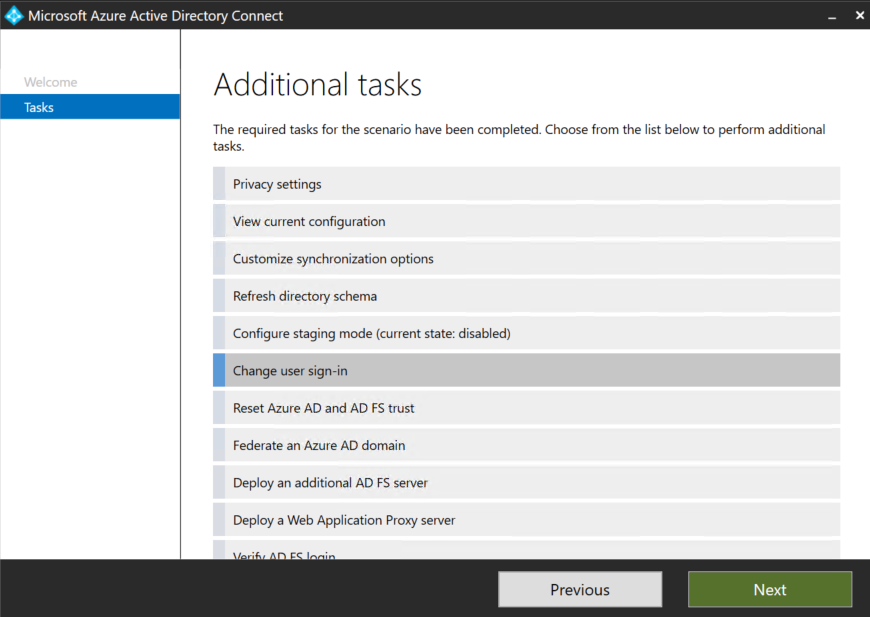 Microsoft Azure Active Directory Connect
Welcome
Tasks
Additional tasks
The required tasks for the scenario have been completed. Choose from the list below to perform additional
tasks.
Privacy settings
View current configuration
Customize synchronization options
Refresh directory schema
Configure staging mode (current state: disabled)
Change user sign-in
Reset Azure AD and AD FS trust
Federate an Azure AD domain
Deploy an additional AD FS server
Deploy a Web Application Proxy server
Verify AD FS login
Previous
Next